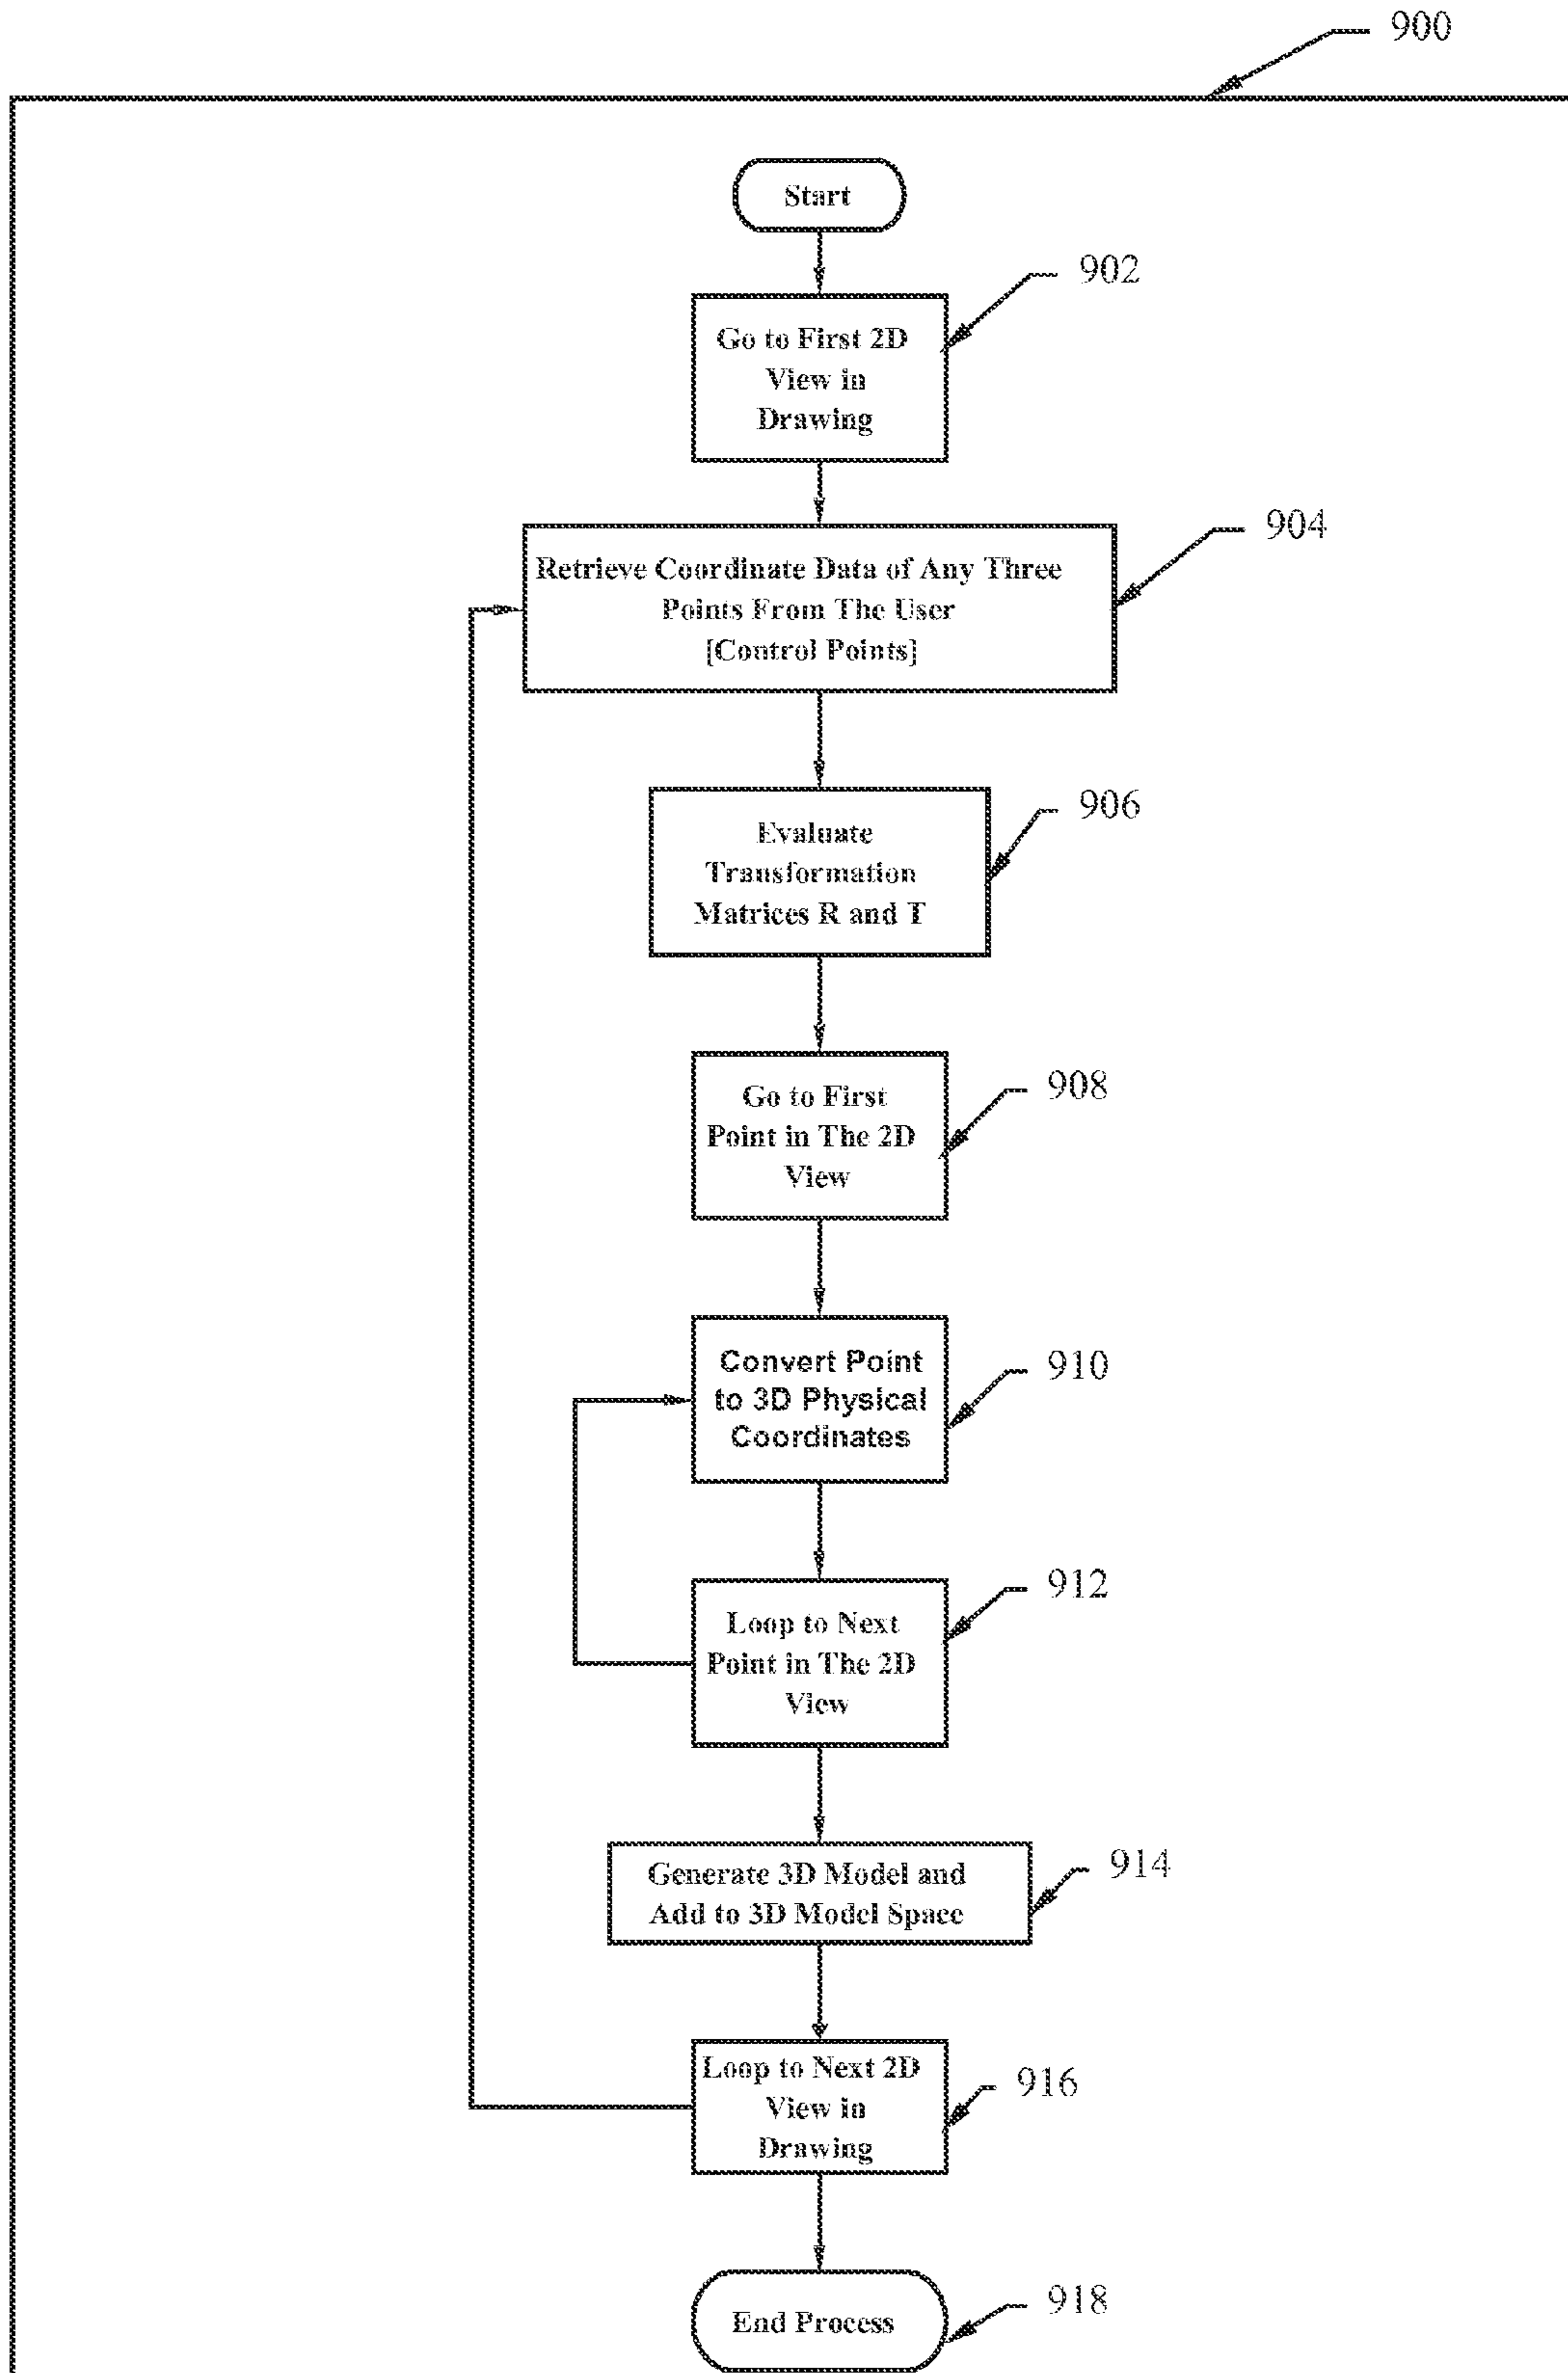 900
Start
902
Go to First 2D
View in
Drawing
904
Retrieve Coordinate Data of Any Three
Points From The User
[Control Points]
906
Evaluate
Transformation
Matrices R and T
908
Go to First
Point in The 2D
View
910
Convert Point
to 3D Physical
Coordinates
912
Loop to Next
Point in The 2D
View
914
Generate 3D Model and
Add to 3D Model Space
916
Loop to Next 2D
View in
Drawing
918
End Process